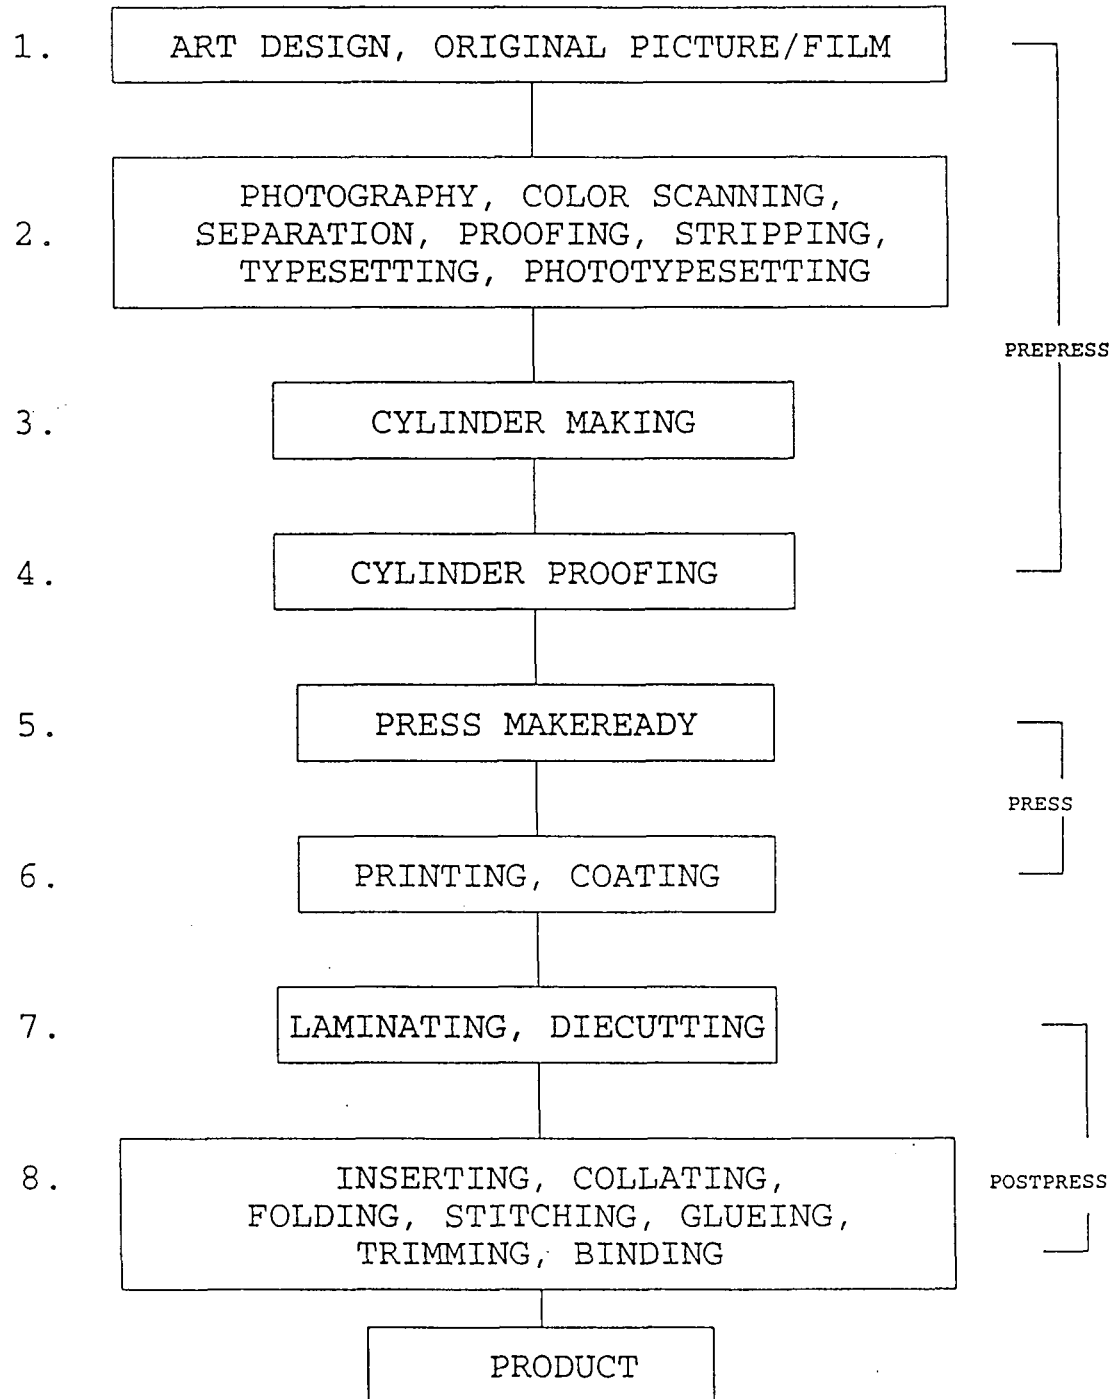 1. ART DESIGN, ORIGINAL PICTURE/FILM
2. PHOTOGRAPHY, COLOR SCANNING,
SEPARATION, PROOFING, STRIPPING,
TYPESETTING, PHOTOTYPESETTING
PREPRESS
3. CYLINDER MAKING
4. CYLINDER PROOFING
5. PRESS MAKEREADY
PRESS
6. PRINTING, COATING
7. LAMINATING, DIECUTTING
8. INSERTING, COLLATING,
FOLDING, STITCHING, GLUEING,
TRIMMING, BINDING
POSTPRESS
PRODUCT